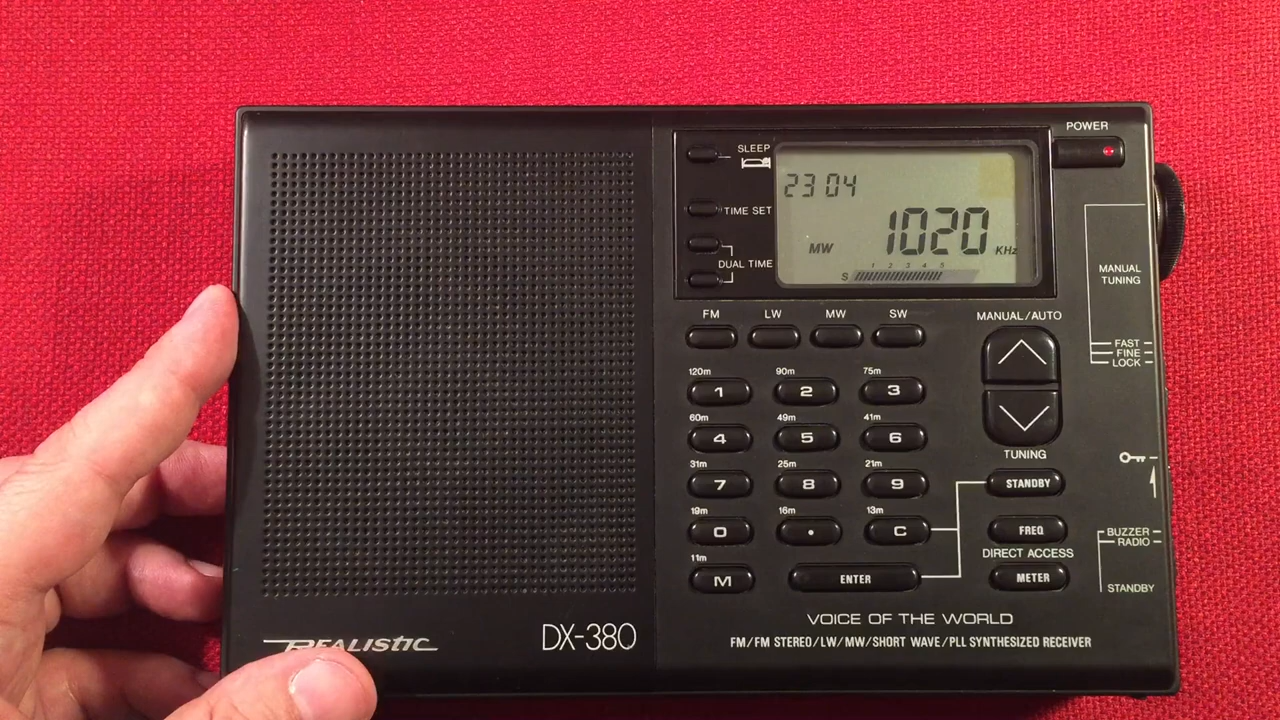 POWER
SLEEP
23 04
TIME SET
1020 KHz
MW
DUAL TIME
1 2 3 4 5
S
MANUAL TUNING
FM LW MW SW
MANUAL/AUTO
FAST
FINE
LOCK
120m 90m 75m
1 2 3
60m 49m 41m
4 5 6
TUNING
31m 25m 21m
7 8 9
STANDBY
19m 16m 13m
0 . C
FREQ
BUZZER
RADIO
DIRECT ACCESS
11m
M
ENTER
METER
STANDBY
VOICE OF THE WORLD
REALISTIC
DX-380
FM/FM STEREO/LW/MW/SHORT WAVE/PLL SYNTHESIZED RECEIVER